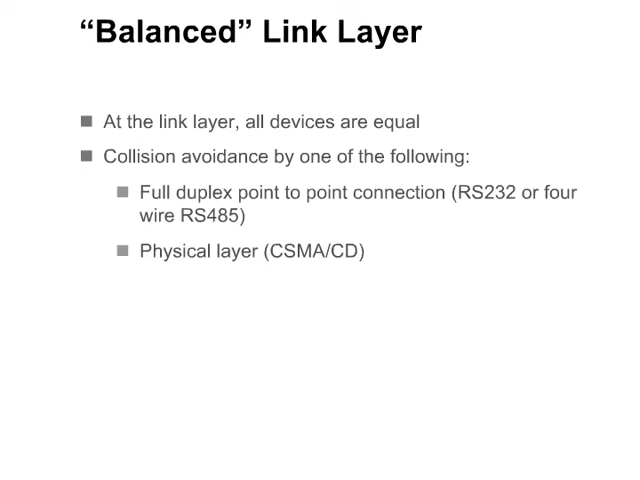 “Balanced” Link Layer
At the link layer, all devices are equal
Collision avoidance by one of the following:
Full duplex point to point connection (RS232 or four
wire RS485)
Physical layer (CSMA/CD)